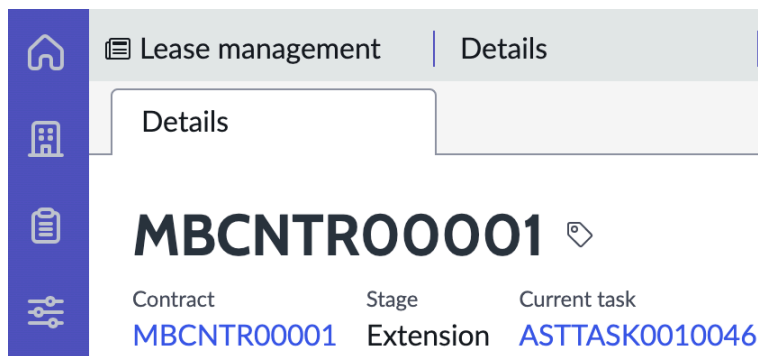 Lease management Details
Details
MBCNTR00001
Contract Stage Current task
MBCNTR00001 Extension ASTTASK0010046